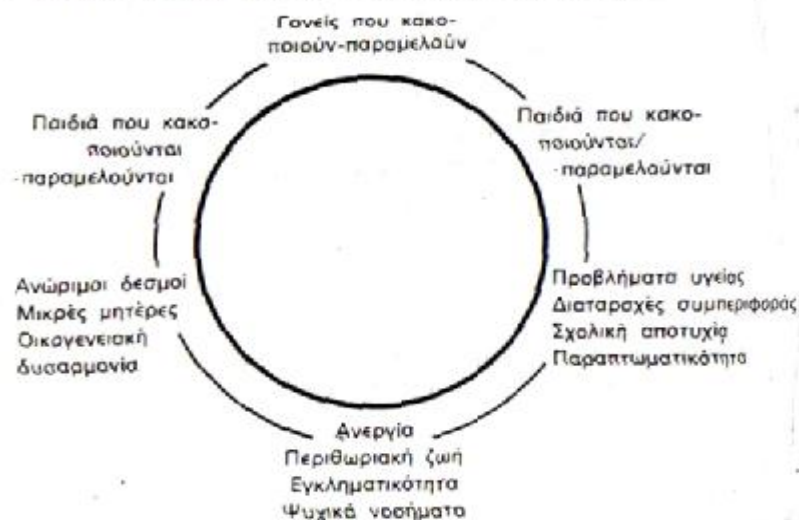 Γονείς που κακο-
ποιούν-παραμελούν
Παιδιά που κακο-
ποιούνται/
-παραμελούνται
Προβλήματα υγείας
Διαταραχές συμπεριφοράς
Σχολική αποτυχία
Παραπτωματικότητα
Ανεργία
Περιθωριακή ζωή
Εγκληματικότητα
Ψυχικά νοσήματα
Ανώριμοι δεσμοί
Μικρές μητέρες
Οικογενειακή
δυσαρμονία
Παιδιά που κακο-
ποιούνται
-παραμελούνται